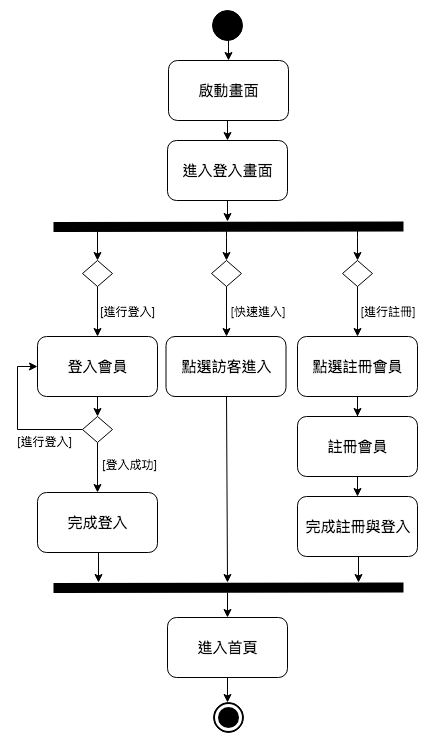 啟動畫面
進入登入畫面
[進行登入]
[快速進入]
[進行註冊]
登入會員
點選訪客進入
點選註冊會員
[進行登入]
註冊會員
[登入成功]
完成登入
完成註冊與登入
進入首頁